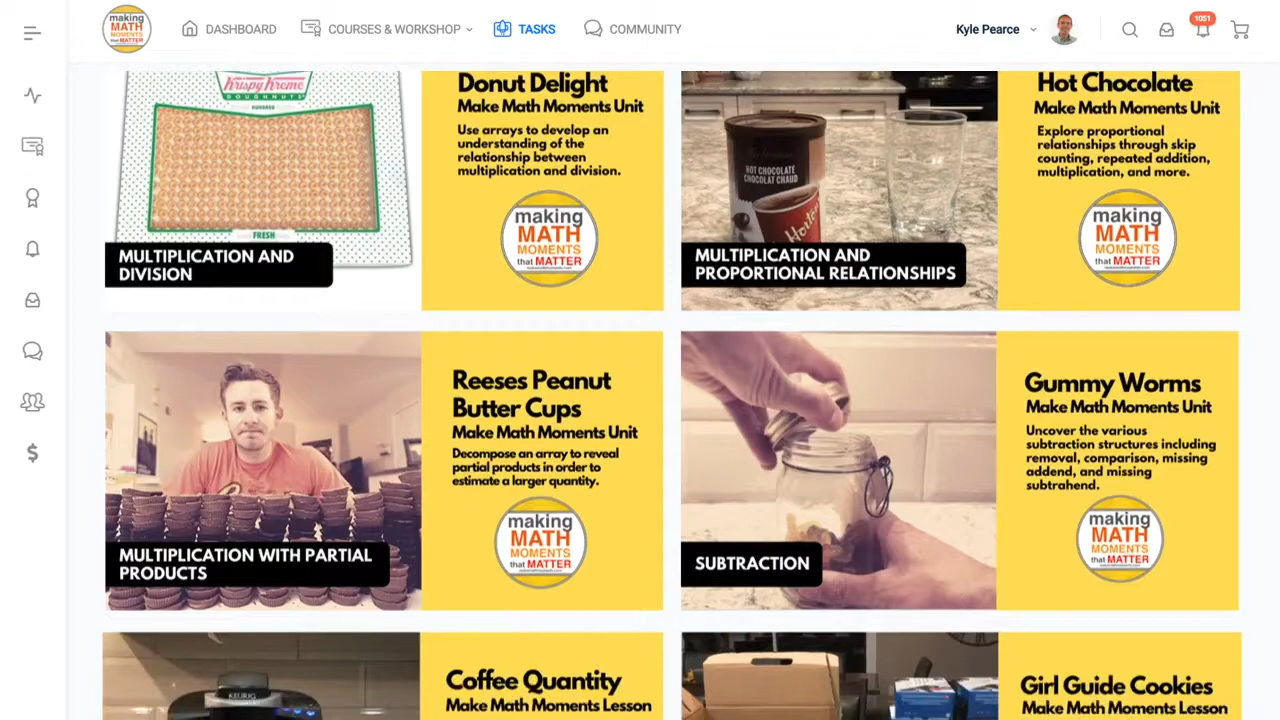 making
MATH
MOMENTS
that MATTER
DASHBOARD
COURSES & WORKSHOP
TASKS
COMMUNITY
Kyle Pearce
1051
Krispy Kreme
DOUGHNUTS
FRESH
MULTIPLICATION AND
DIVISION
Donut Delight
Make Math Moments Unit
Use arrays to develop an
understanding of the
relationship between
multiplication and division.
making
MATH
MOMENTS
that MATTER
HOT CHOCOLATE
CHOCOLAT CHAUD
MULTIPLICATION AND
PROPORTIONAL RELATIONSHIPS
Hot Chocolate
Make Math Moments Unit
Explore proportional
relationships through skip
counting, repeated addition,
multiplication, and more.
making
MATH
MOMENTS
that MATTER
MULTIPLICATION WITH PARTIAL
PRODUCTS
Reeses Peanut
Butter Cups
Make Math Moments Unit
Decompose an array to reveal
partial products in order to
estimate a larger quantity.
making
MATH
MOMENTS
that MATTER
SUBTRACTION
Gummy Worms
Make Math Moments Unit
Uncover the various
subtraction structures including
removal, comparison, missing
addend, and missing
subtrahend.
making
MATH
MOMENTS
that MATTER
KEURIG
Coffee Quantity
Make Math Moments Lesson
Girl Guide Cookies
Make Math Moments Lesson